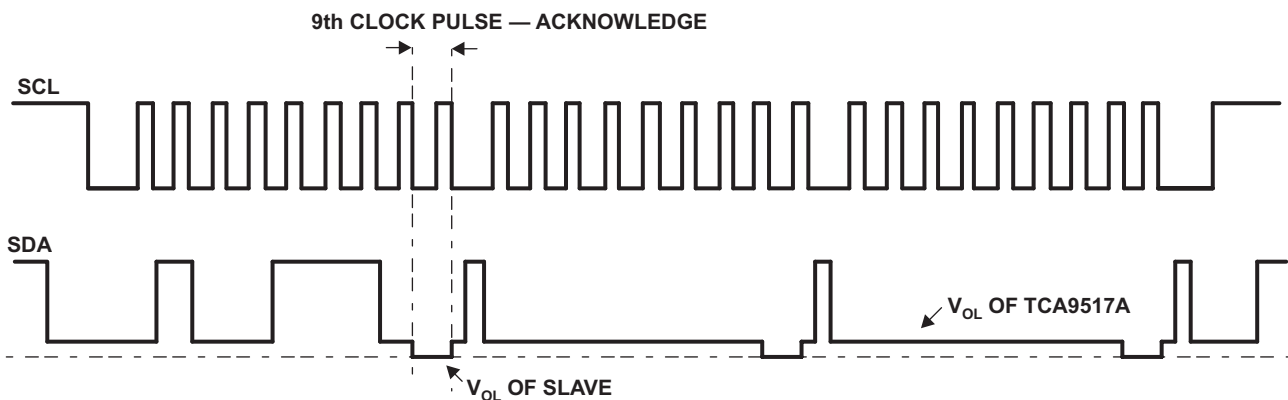 9th CLOCK PULSE — ACKNOWLEDGE
SCL
SDA
VOL OF TCA9517A
VOL OF SLAVE